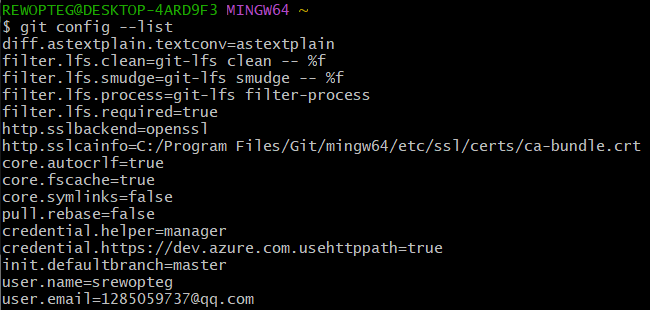 REWOPTEG@DESKTOP-4ARD9F3 MINGW64 ~
$ git config --list
diff.astextplain.textconv=astextplain
filter.lfs.clean=git-lfs clean -- %f
filter.lfs.smudge=git-lfs smudge -- %f
filter.lfs.process=git-lfs filter-process
filter.lfs.required=true
http.sslbackend=openssl
http.sslcainfo=C:/Program Files/Git/mingw64/etc/ssl/certs/ca-bundle.crt
core.autocrlf=true
core.fscache=true
core.symlinks=false
pull.rebase=false
credential.helper=manager
credential.https://dev.azure.com.usehttppath=true
init.defaultbranch=master
user.name=srewopteg
user.email=1285059737@qq.com